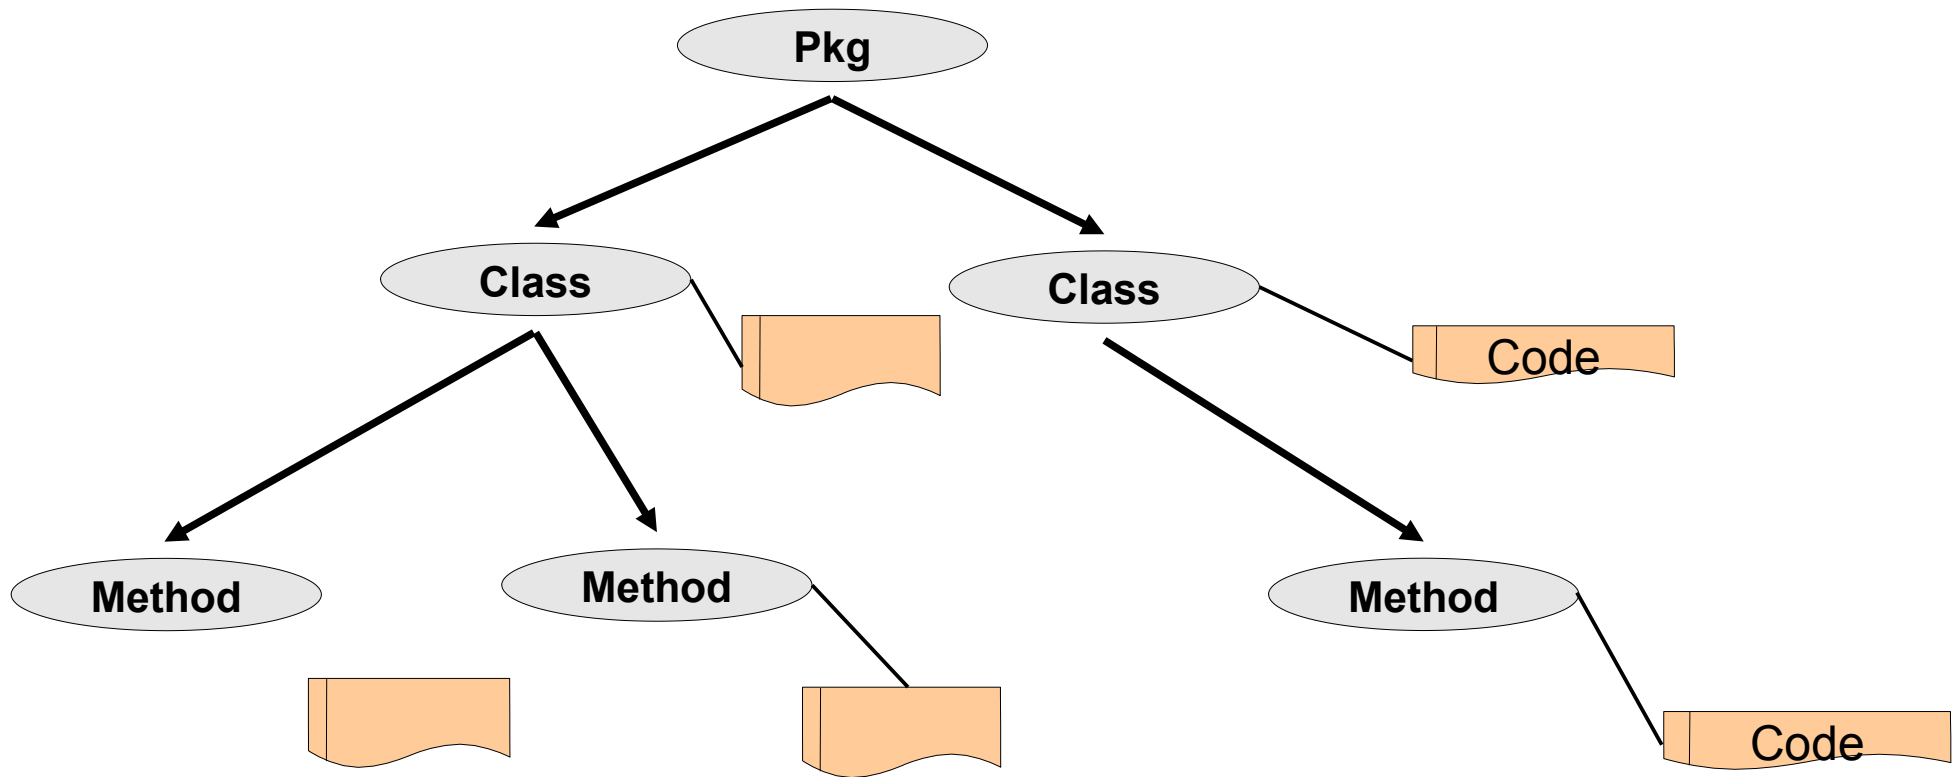 Pkg
Class
Class
Code
Method
Method
Method
Code